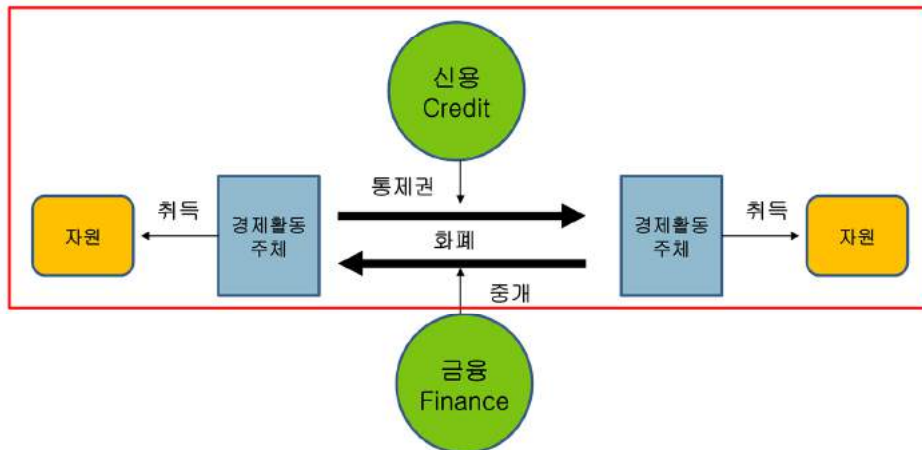 신용
Credit
통제권
취득
경제활동
주체
자원
화폐
경제활동
주체
취득
자원
중개
금융
Finance